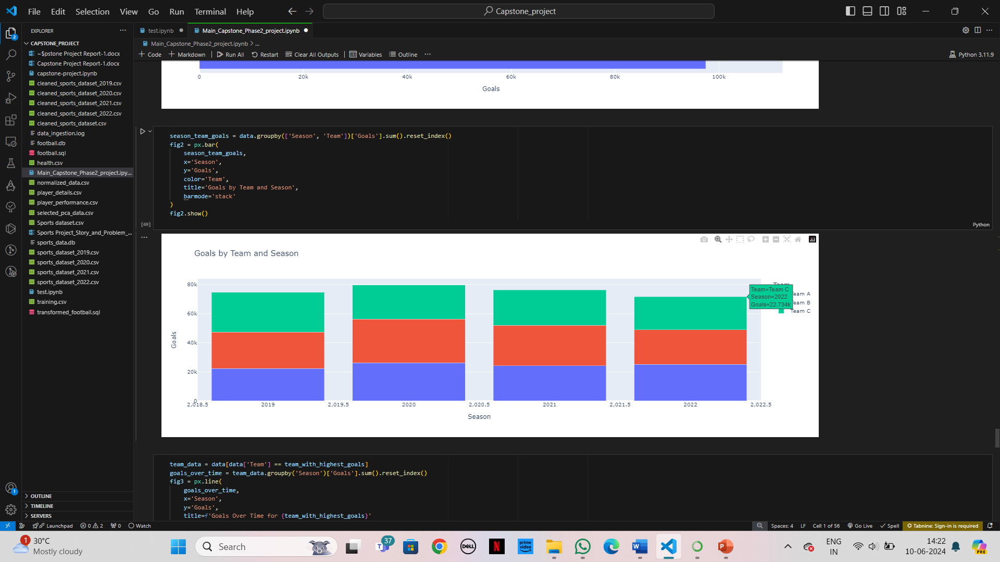 File Edit Selection View Go Run Terminal Help
Capstone_project
EXPLORER
CAPSTONE_PROJECT
~$pstone Project Report-1.docx
Capstone Project Report-1.docx
capstone-project.ipynb
cleaned_sports_dataset_2019.csv
cleaned_sports_dataset_2020.csv
cleaned_sports_dataset_2021.csv
cleaned_sports_dataset_2022.csv
cleaned_sports_dataset.csv
data_ingestion.log
football.db
football.sql
health.csv
Main_Capstone_Phase2_project.ipy...
normalized_data.csv
player_details.csv
player_performance.csv
selected_pca_data.csv
Sports dataset.csv
Sports Project_Story_and_Problem_...
sports_data.db
sports_dataset_2019.csv
sports_dataset_2020.csv
sports_dataset_2021.csv
sports_dataset_2022.csv
test.ipynb
training.csv
transformed_football.sql
OUTLINE
TIMELINE
SERVERS
2
1
test.ipynb
Main_Capstone_Phase2_project.ipynb
Main_Capstone_Phase2_project.ipynb > ...
+ Code + Markdown | Run All Restart Clear All Outputs | Variables Outline ...
Python 3.11.9
0 20k 40k 60k 80k 100k
Goals
season_team_goals = data.groupby(['Season', 'Team'])['Goals'].sum().reset_index()
fig2 = px.bar(
season_team_goals,
x='Season',
y='Goals',
color='Team',
title='Goals by Team and Season',
barmode='stack'
)
fig2.show()
[69]
Python
Goals by Team and Season
80k
60k
40k
20k
0
Goals
2,018.5 2019 2,019.5 2020 2,020.5 2021 2,021.5 2022 2,022.5
Season
Team
Team A
Team B
Team C
Team=Team C
Season=2022
Goals=22.734k
team_data = data[data['Team'] == team_with_highest_goals]
goals_over_time = team_data.groupby('Season')['Goals'].sum().reset_index()
fig3 = px.line(
goals_over_time,
x='Season',
y='Goals',
title=f'Goals Over Time for {team_with_highest_goals}'
Launchpad 0 2 0 Watch
Spaces: 4 LF Cell 1 of 56 Go Live Spell Tabnine: Sign-in is required
1
30°C
Mostly cloudy
Search
37
DELL
N
prime video
PRE
ENG
IN
14:22
10-06-2024